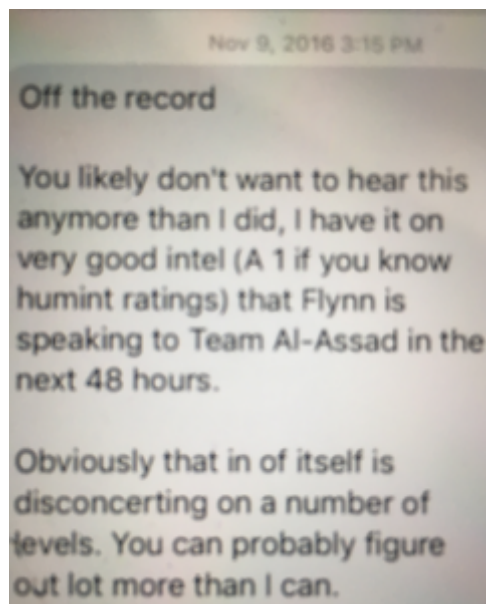 Nov 9, 2016 3:15 PM
Off the record
You likely don't want to hear this
anymore than I did, I have it on
very good intel (A 1 if you know
humint ratings) that Flynn is
speaking to Team Al-Assad in the
next 48 hours.
Obviously that in of itself is
disconcerting on a number of
levels. You can probably figure
out lot more than I can.